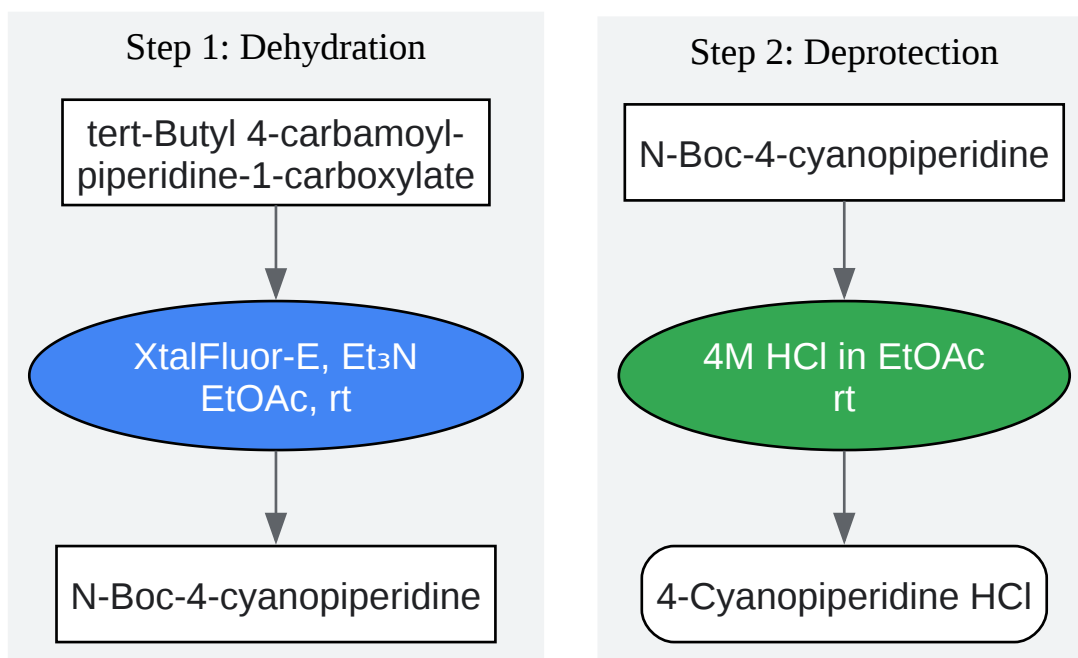 Step 1: Dehydration
tert-Butyl 4-carbamoyl-
piperidine-1-carboxylate
XtalFluor-E, Et₃N
EtOAc, rt
N-Boc-4-cyanopiperidine
Step 2: Deprotection
N-Boc-4-cyanopiperidine
4M HCl in EtOAc
rt
4-Cyanopiperidine HCl